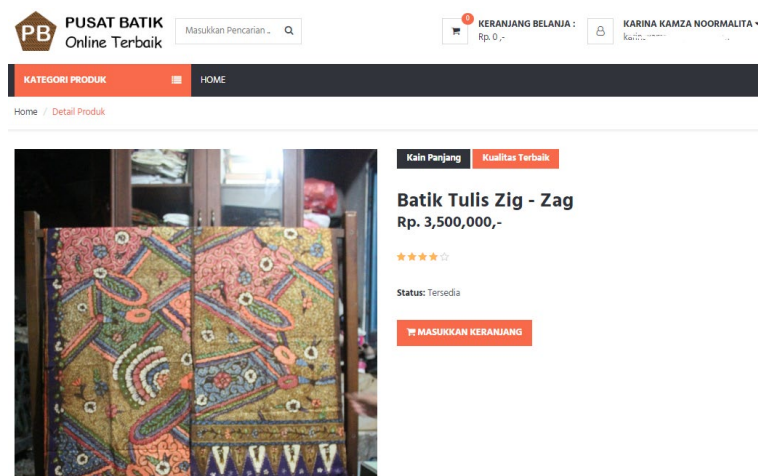 PB
PUSAT BATIK
Online Terbaik
Masukkan Pencarian ..
0
KERANJANG BELANJA :
Rp. 0 ,-
KARINA KAMZA NOORMALITA
KATEGORI PRODUK
HOME
Home / Detail Produk
Kain Panjang
Kualitas Terbaik
Batik Tulis Zig - Zag
Rp. 3,500,000,-
Status: Tersedia
MASUKKAN KERANJANG